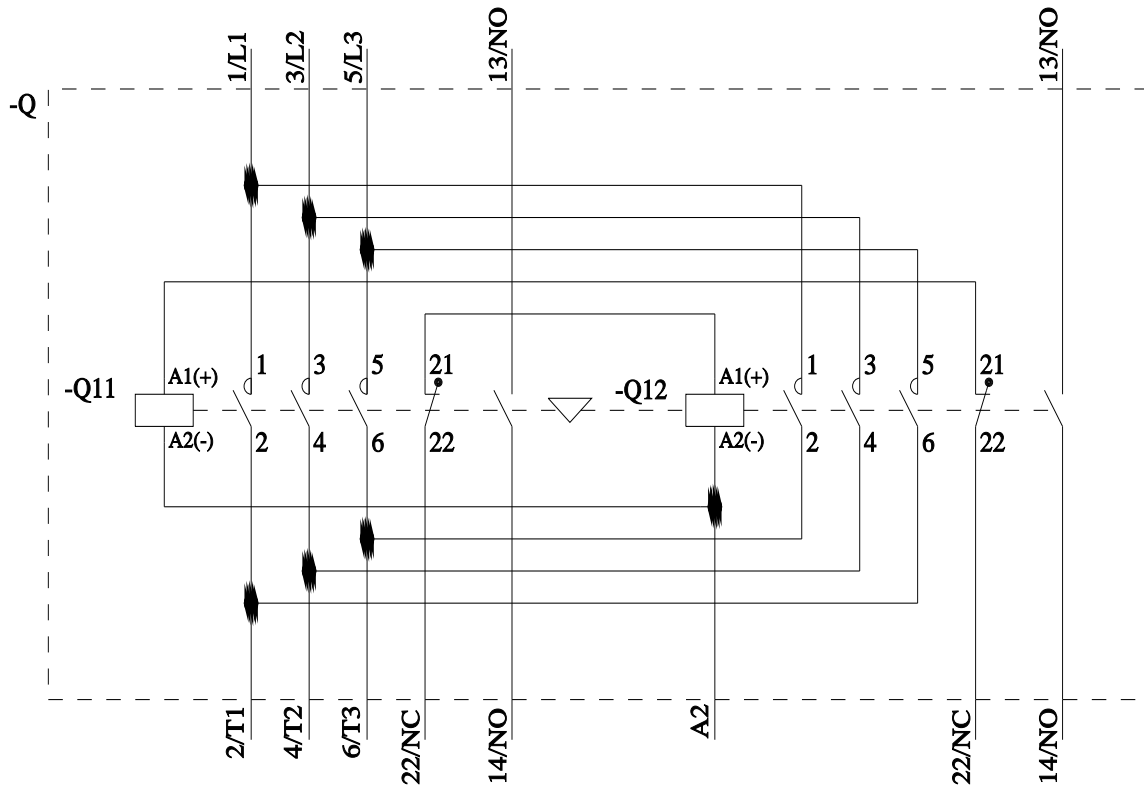 1/L1
3/L2
5/L3
13/NO
13/NO
-Q
1
3
5
21
1
3
5
21
-Q11
A1(+)
-Q12
A1(+)
A2(-)
2
4
6
22
A2(-)
2
4
6
22
2/T1
4/T2
6/T3
22/NC
14/NO
A2
22/NC
14/NO